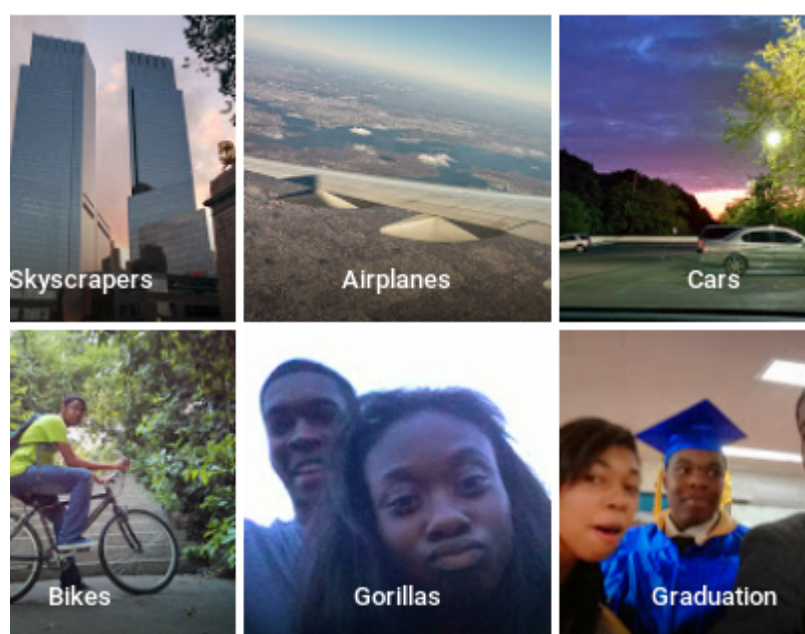 Skyscrapers
Airplanes
Cars
Bikes
Gorillas
Graduation